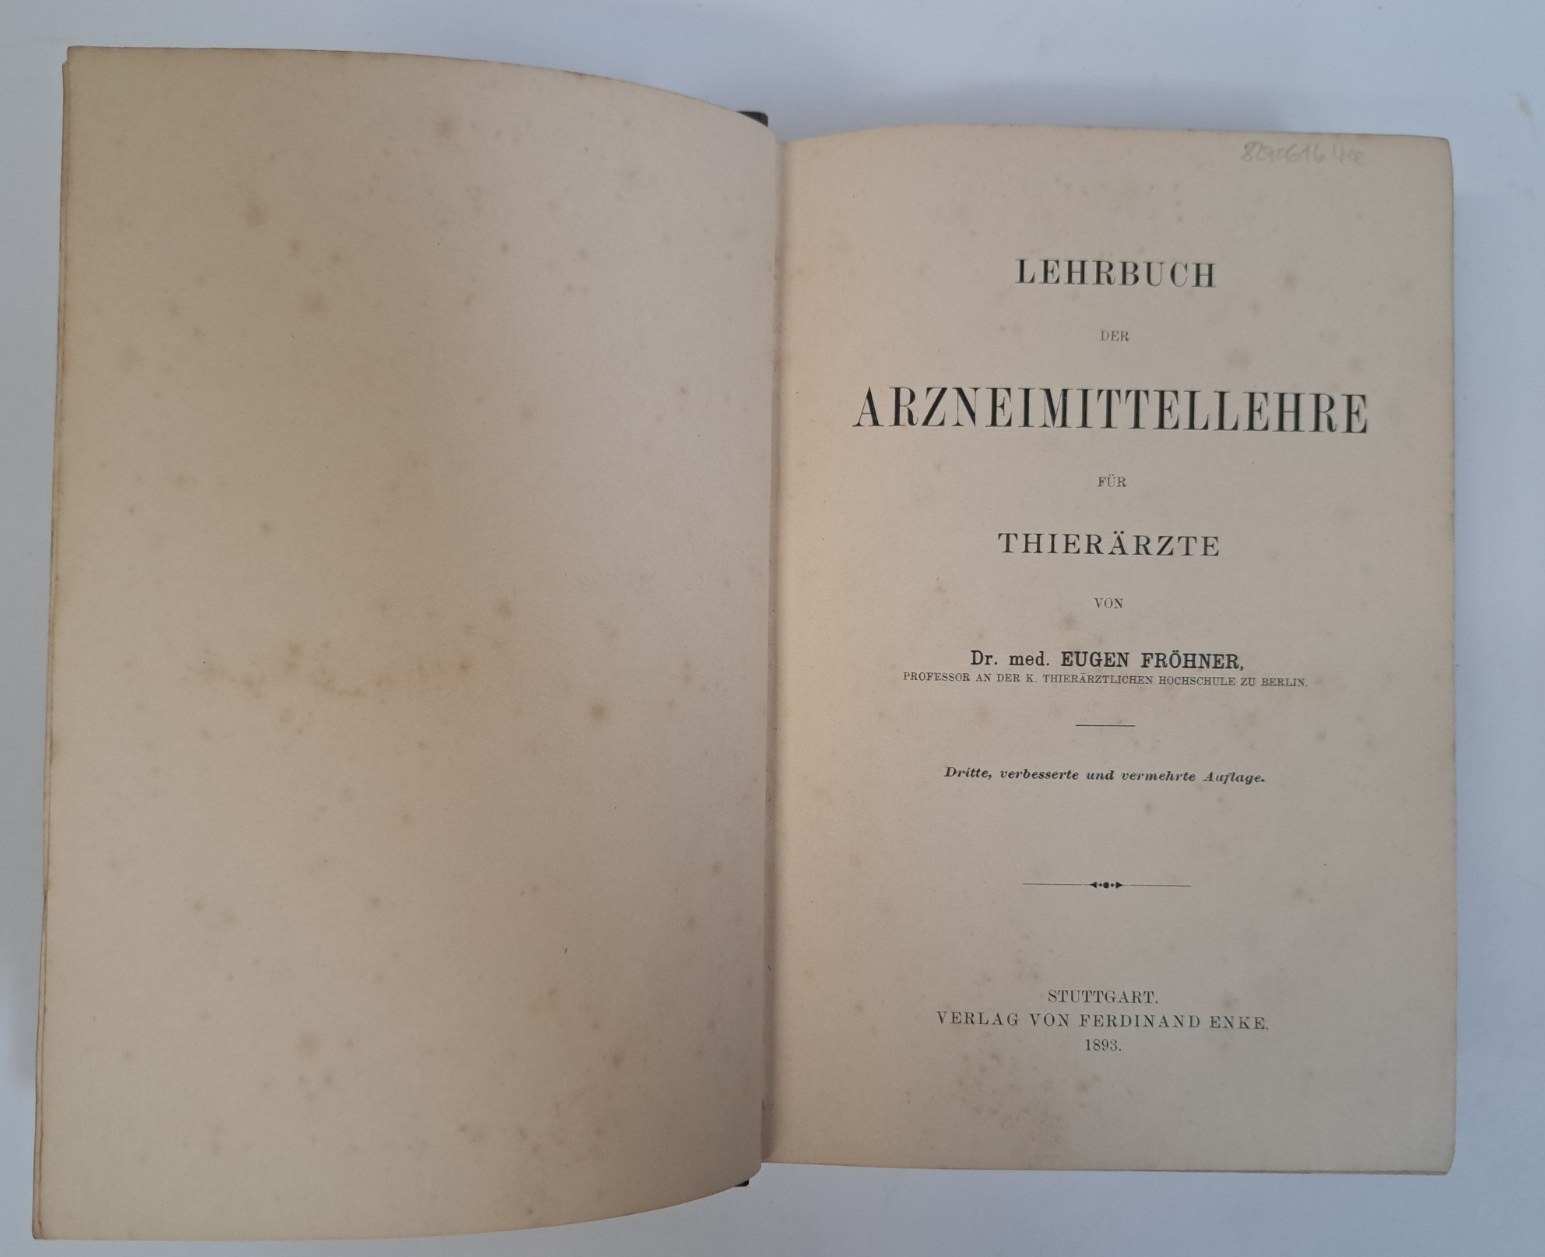 LEHRBUCH
DER
ARZNEIMITTELLEHRE
FÜR
THIERÄRZTE
VON
Dr. med. EUGEN FRÖHNER,
PROFESSOR AN DER K. THIERÄRZTLICHEN HOCHSCHULE ZU BERLIN.
Dritte, verbesserte und vermehrte Auflage.
STUTTGART.
VERLAG VON FERDINAND ENKE.
1893.